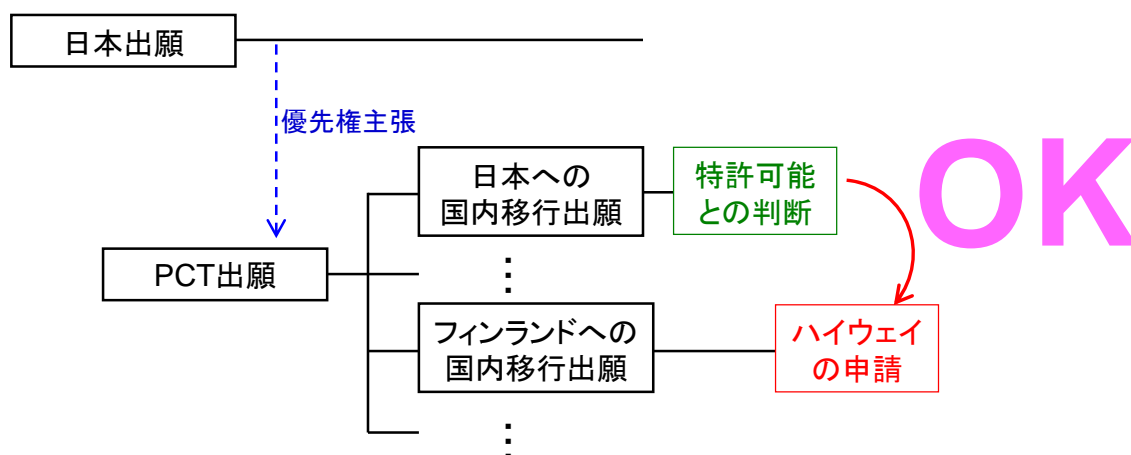 日本出願
優先権主張
日本への
国内移行出願
特許可能
との判断
OK
PCT出願
⋮
フィンランドへの
国内移行出願
ハイウェイ
の申請
⋮